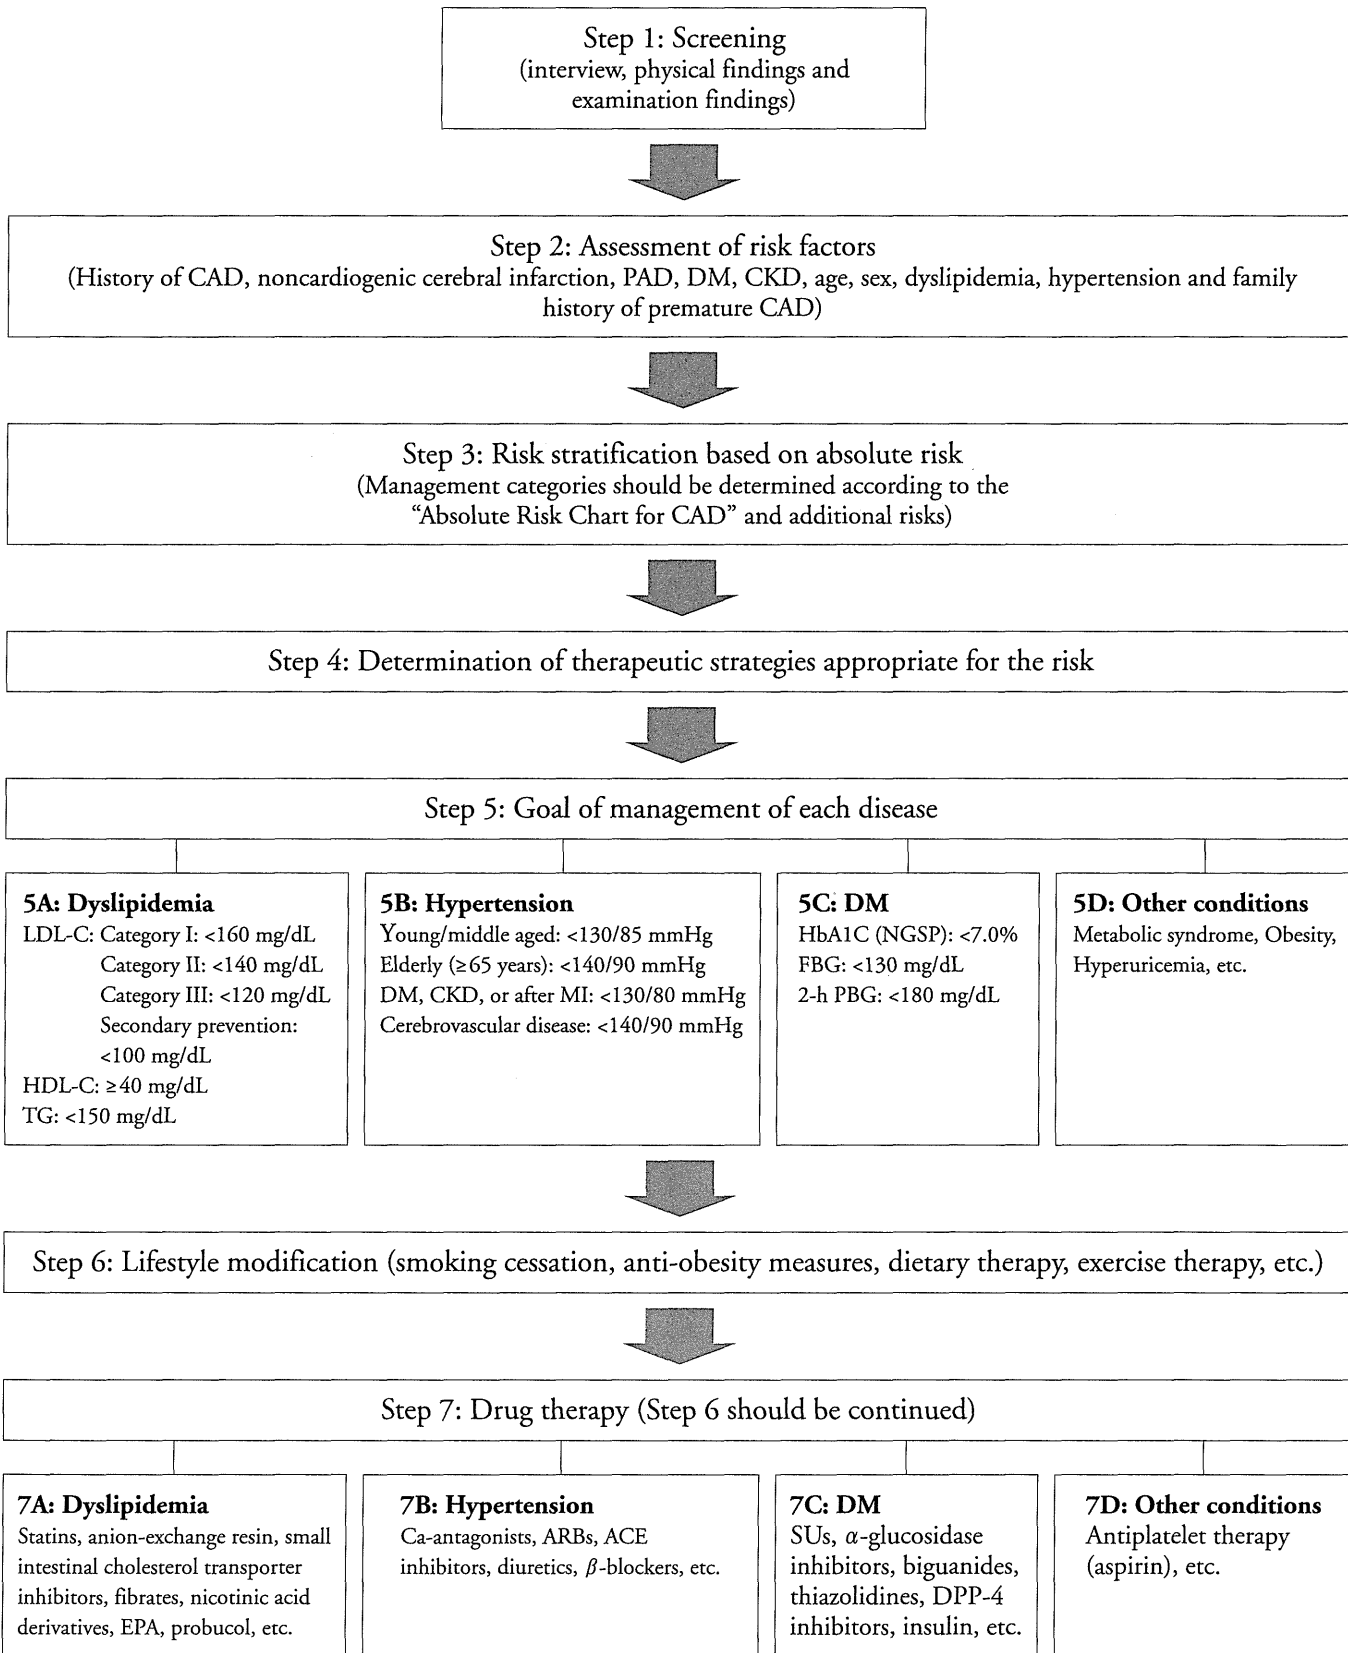 Step 1: Screening
(interview, physical findings and
examination findings)
Step 2: Assessment of risk factors
(History of CAD, noncardiogenic cerebral infarction, PAD, DM, CKD, age, sex, dyslipidemia, hypertension and family
history of premature CAD)
Step 3: Risk stratification based on absolute risk
(Management categories should be determined according to the
“Absolute Risk Chart for CAD” and additional risks)
Step 4: Determination of therapeutic strategies appropriate for the risk
Step 5: Goal of management of each disease
5A: Dyslipidemia
LDL-C: Category I: <160 mg/dL
Category II: <140 mg/dL
Category III: <120 mg/dL
Secondary prevention:
<100 mg/dL
HDL-C: ≥40 mg/dL
TG: <150 mg/dL
5B: Hypertension
Young/middle aged: <130/85 mmHg
Elderly (≥65 years): <140/90 mmHg
DM, CKD, or after MI: <130/80 mmHg
Cerebrovascular disease: <140/90 mmHg
5C: DM
HbA1C (NGSP): <7.0%
FBG: <130 mg/dL
2-h PBG: <180 mg/dL
5D: Other conditions
Metabolic syndrome, Obesity,
Hyperuricemia, etc.
Step 6: Lifestyle modification (smoking cessation, anti-obesity measures, dietary therapy, exercise therapy, etc.)
Step 7: Drug therapy (Step 6 should be continued)
7A: Dyslipidemia
Statins, anion-exchange resin, small
intestinal cholesterol transporter
inhibitors, fibrates, nicotinic acid
derivatives, EPA, probucol, etc.
7B: Hypertension
Ca-antagonists, ARBs, ACE
inhibitors, diuretics, β-blockers, etc.
7C: DM
SUs, α-glucosidase
inhibitors, biguanides,
thiazolidines, DPP-4
inhibitors, insulin, etc.
7D: Other conditions
Antiplatelet therapy
(aspirin), etc.